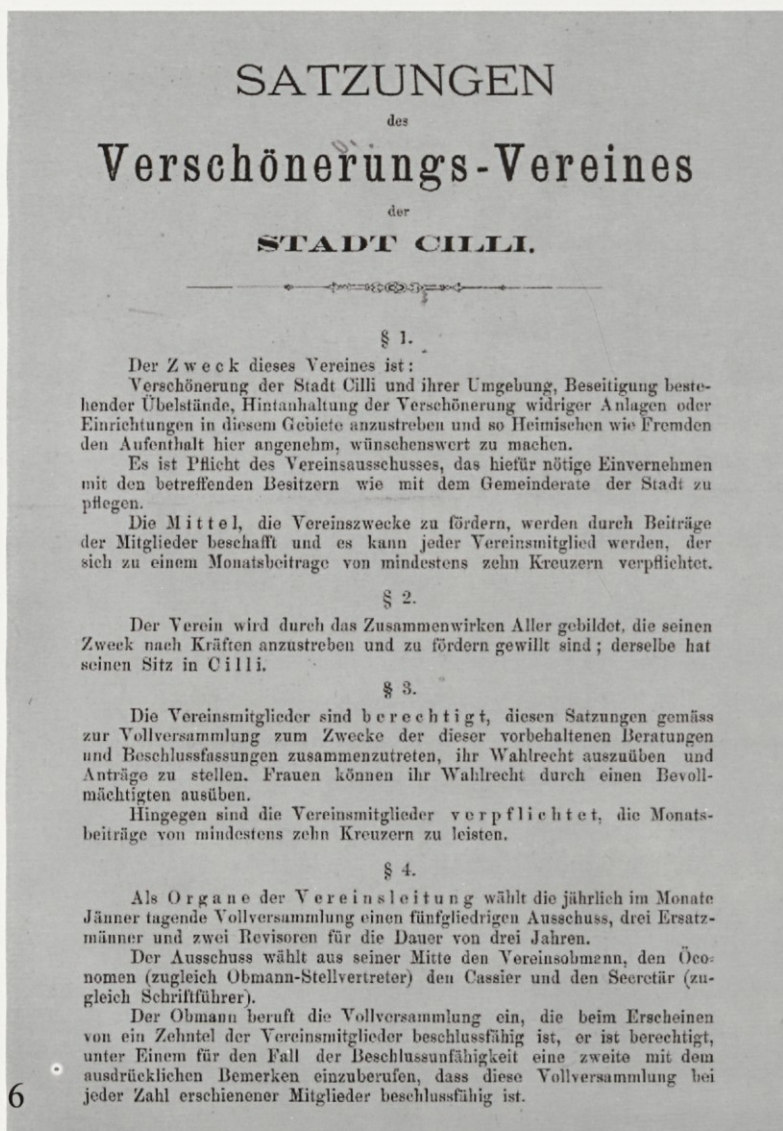 SATZUNGEN
des
Verschönerungs-Vereines
der
STADT CILLI.
§ 1.
Der Zweck dieses Vereines ist:
Verschönerung der Stadt Cilli und ihrer Umgebung, Beseitigung beste-
hender Übelstände, Hintanhaltung der Verschönerung widriger Anlagen oder
Einrichtungen in diesem Gebiete anzustreben und so Heimischen wie Fremden
den Aufenthalt hier angenehm, wünschenswert zu machen.
Es ist Pflicht des Vereinsausschusses, das hiefür nötige Einvernehmen
mit den betreffenden Besitzern wie mit dem Gemeinderate der Stadt zu
pflegen.
Die Mittel, die Vereinszwecke zu fördern, werden durch Beiträge
der Mitglieder beschafft und es kann jeder Vereinsmitglied werden, der
sich zu einem Monatsbeitrage von mindestens zehn Kreuzern verpflichtet.
§ 2.
Der Verein wird durch das Zusammenwirken Aller gebildet, die seinen
Zweck nach Kräften anzustreben und zu fördern gewillt sind; derselbe hat
seinen Sitz in Cilli.
§ 3.
Die Vereinsmitglieder sind berechtigt, diesen Satzungen gemäss
zur Vollversammlung zum Zwecke der dieser vorbehaltenen Beratungen
und Beschlussfassungen zusammenzutreten, ihr Wahlrecht auszuüben und
Anträge zu stellen. Frauen können ihr Wahlrecht durch einen Bevoll-
mächtigten ausüben.
Hingegen sind die Vereinsmitglieder verpflichtet, die Monats-
beiträge von mindestens zehn Kreuzern zu leisten.
§ 4.
Als Organe der Vereinsleitung wählt die jährlich im Monate
Jänner tagende Vollversammlung einen fünfgliedrigen Ausschuss, drei Ersatz-
männer und zwei Revisoren für die Dauer von drei Jahren.
Der Ausschuss wählt aus seiner Mitte den Vereinsobmann, den Öco-
nomen (zugleich Obmann-Stellvertreter) den Cassier und den Secretär (zu-
gleich Schriftführer).
Der Obmann beruft die Vollversammlung ein, die beim Erscheinen
von ein Zehntel der Vereinsmitglieder beschlussfähig ist, er ist berechtigt,
unter Einem für den Fall der Beschlussunfähigkeit eine zweite mit dem
ausdrücklichen Bemerken einzuberufen, dass diese Vollversammlung bei
jeder Zahl erschienener Mitglieder beschlussfähig ist.
6